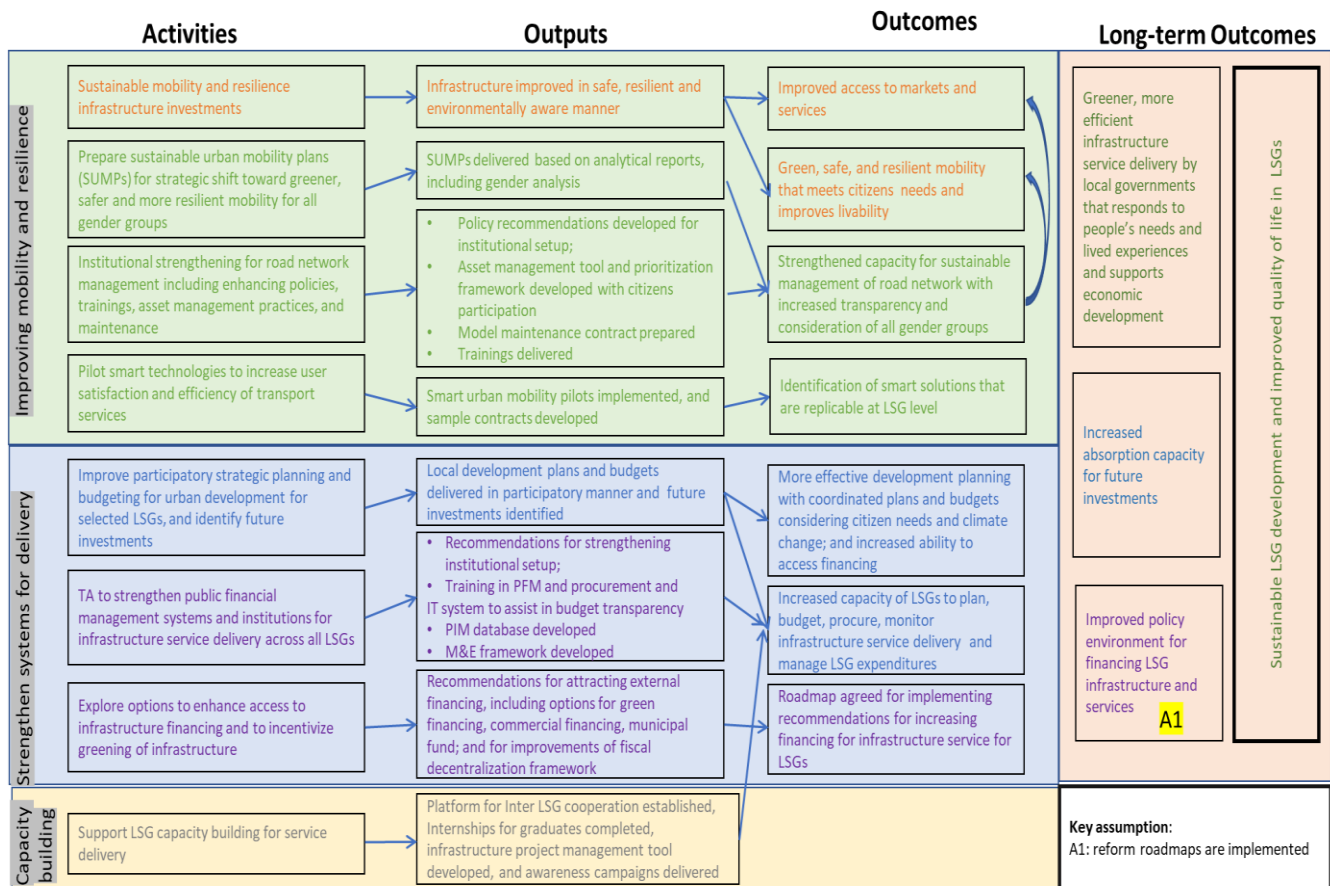 Activities
Outputs
Outcomes
Long-term Outcomes
Improving mobility and resilience
Sustainable mobility and resilience
infrastructure investments
Infrastructure improved in safe, resilient and
environmentally aware manner
Improved access to markets and
services
Prepare sustainable urban mobility plans
(SUMPs) for strategic shift toward greener,
safer and more resilient mobility for all
gender groups
SUMPs delivered based on analytical reports,
including gender analysis
Green, safe, and resilient mobility
that meets citizens needs and
improves livability
Institutional strengthening for road network
management including enhancing policies,
trainings, asset management practices, and
maintenance
• Policy recommendations developed for
institutional setup;
• Asset management tool and prioritization
framework developed with citizens
participation
• Model maintenance contract prepared
• Trainings delivered
Strengthened capacity for sustainable
management of road network with
increased transparency and
consideration of all gender groups
Pilot smart technologies to increase user
satisfaction and efficiency of transport
services
Smart urban mobility pilots implemented, and
sample contracts developed
Identification of smart solutions that
are replicable at LSG level
Strengthen systems for delivery
Improve participatory strategic planning and
budgeting for urban development for
selected LSGs, and identify future
investments
Local development plans and budgets
delivered in participatory manner and future
investments identified
More effective development planning
with coordinated plans and budgets
considering citizen needs and climate
change; and increased ability to
access financing
TA to strengthen public financial
management systems and institutions for
infrastructure service delivery across all LSGs
• Recommendations for strengthening
institutional setup;
• Training in PFM and procurement and
IT system to assist in budget transparency
• PIM database developed
• M&E framework developed
Increased capacity of LSGs to plan,
budget, procure, monitor
infrastructure service delivery and
manage LSG expenditures
Explore options to enhance access to
infrastructure financing and to incentivize
greening of infrastructure
Recommendations for attracting external
financing, including options for green
financing, commercial financing, municipal
fund; and for improvements of fiscal
decentralization framework
Roadmap agreed for implementing
recommendations for increasing
financing for infrastructure service for
LSGs
Capacity
building
Support LSG capacity building for service
delivery
Platform for Inter LSG cooperation established,
Internships for graduates completed,
infrastructure project management tool
developed, and awareness campaigns delivered
Greener, more
efficient
infrastructure
service delivery by
local governments
that responds to
people's needs and
lived experiences
and supports
economic
development
Increased
absorption capacity
for future
investments
Improved policy
environment for
financing LSG
infrastructure and
services
A1
Sustainable LSG development and improved quality of life in LSGs
Key assumption:
A1: reform roadmaps are implemented